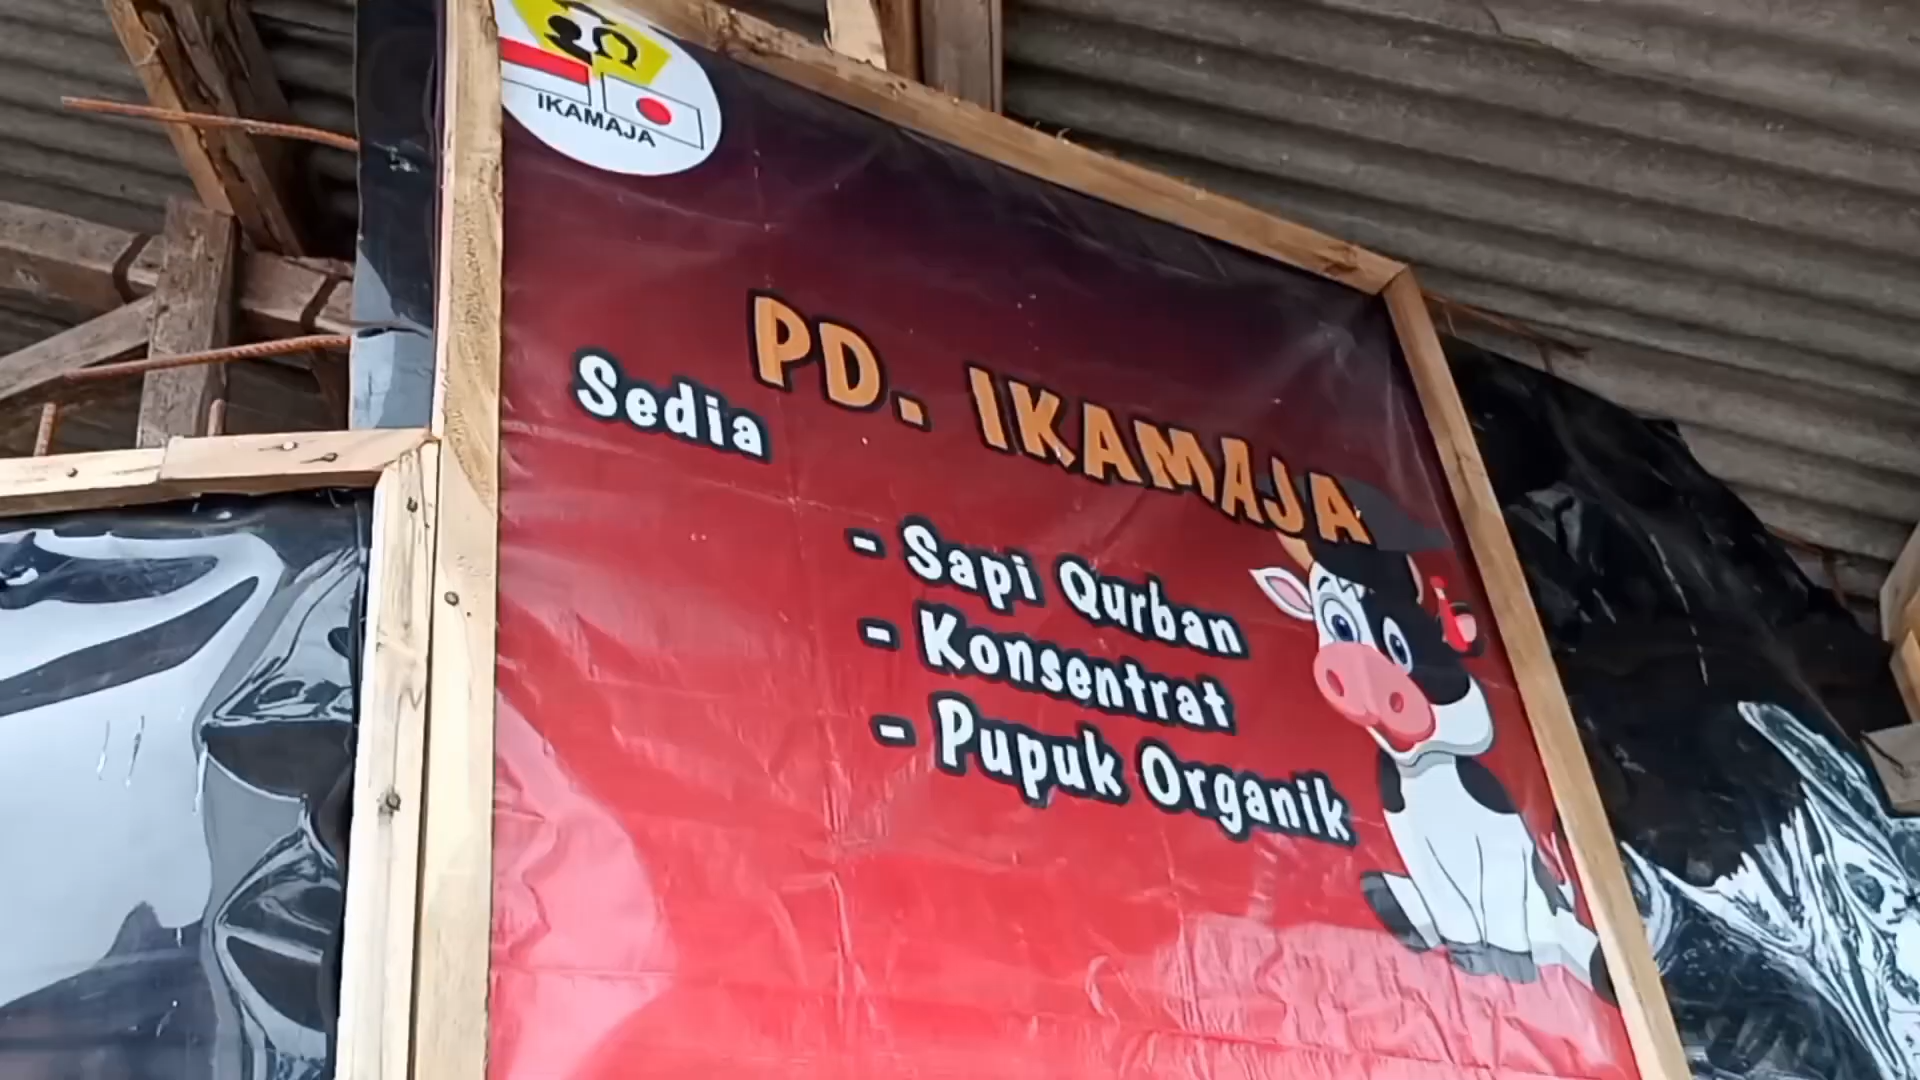 IKAMAJA
PD. IKAMAJA
Sedia
- Sapi Qurban
- Konsentrat
- Pupuk Organik